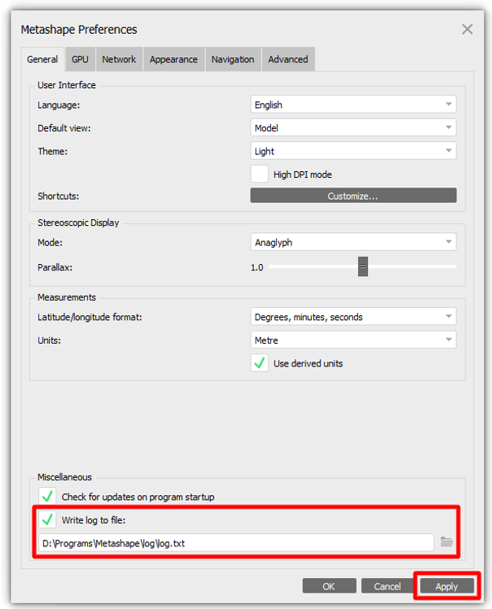 Metashape Preferences
General GPU Network Appearance Navigation Advanced
User Interface
Language: English
Default view: Model
Theme: Light
High DPI mode
Shortcuts: Customize...
Stereoscopic Display
Mode: Anaglyph
Parallax: 1.0
Measurements
Latitude/longitude format: Degrees, minutes, seconds
Units: Metre
Use derived units
Miscellaneous
Check for updates on program startup
Write log to file:
D:\Programs\Metashape\log\log.txt
OK Cancel Apply